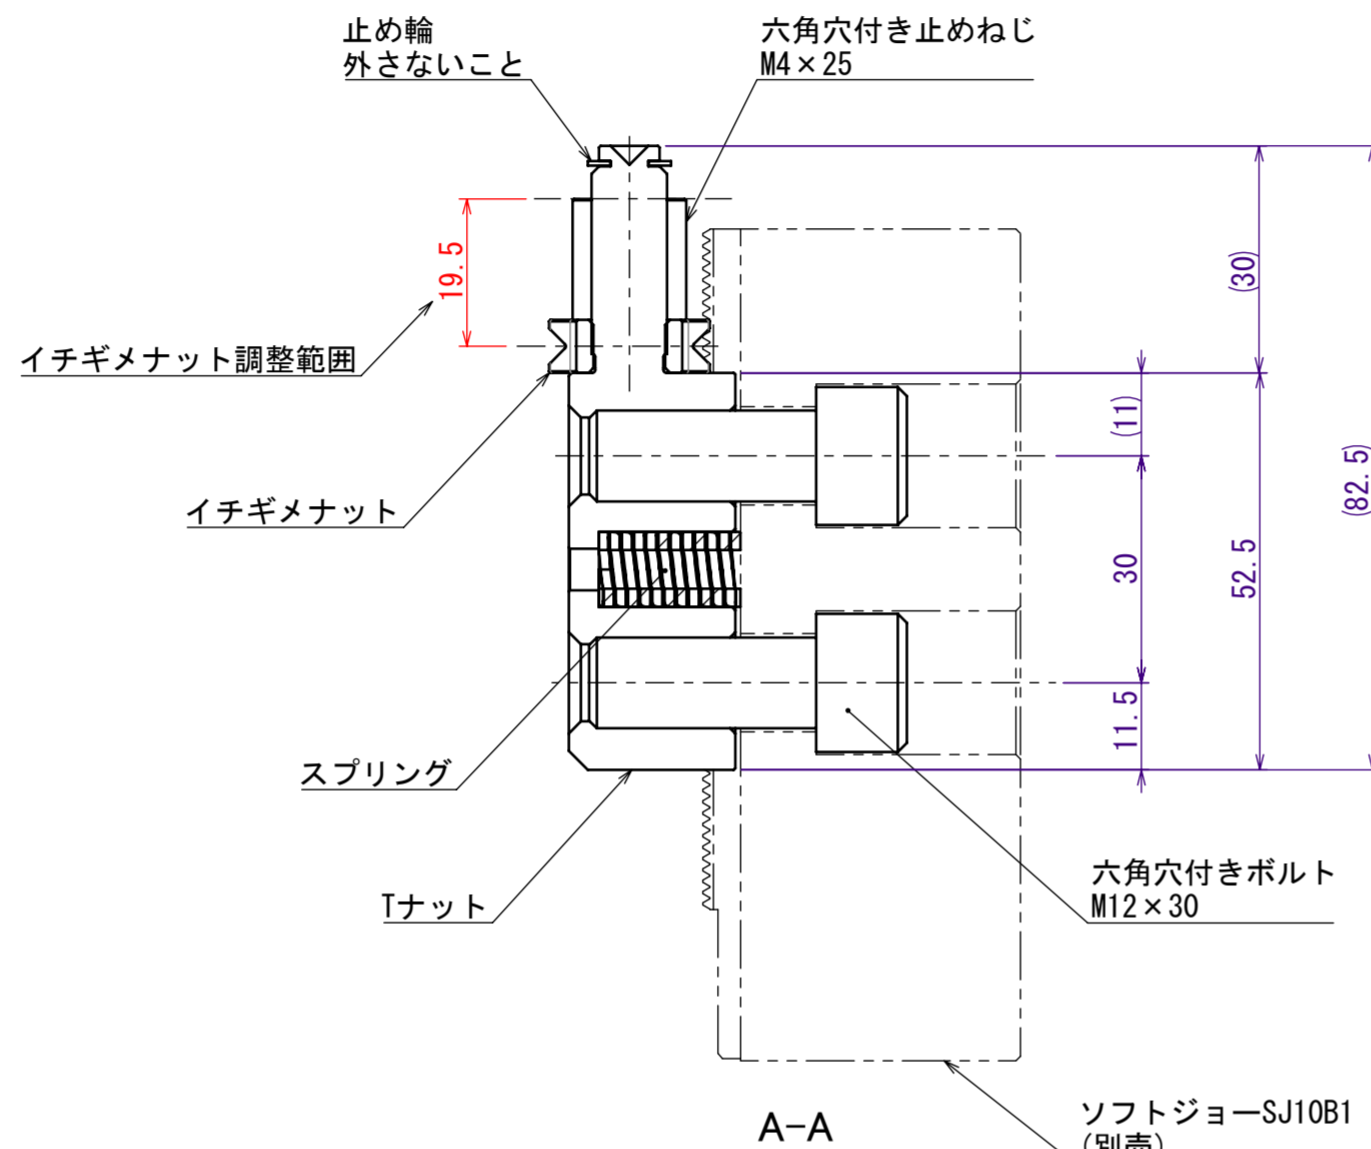 止め輪
外さないこと
六角穴付き止めねじ
M4×25
19.5
(30)
イチギメナット調整範囲
(11)
イチギメナット
(82.5)
30
52.5
11.5
スプリング
Tナット
六角穴付きボルト
M12×30
A-A
ソフトジョーSJ10B1
(別売)